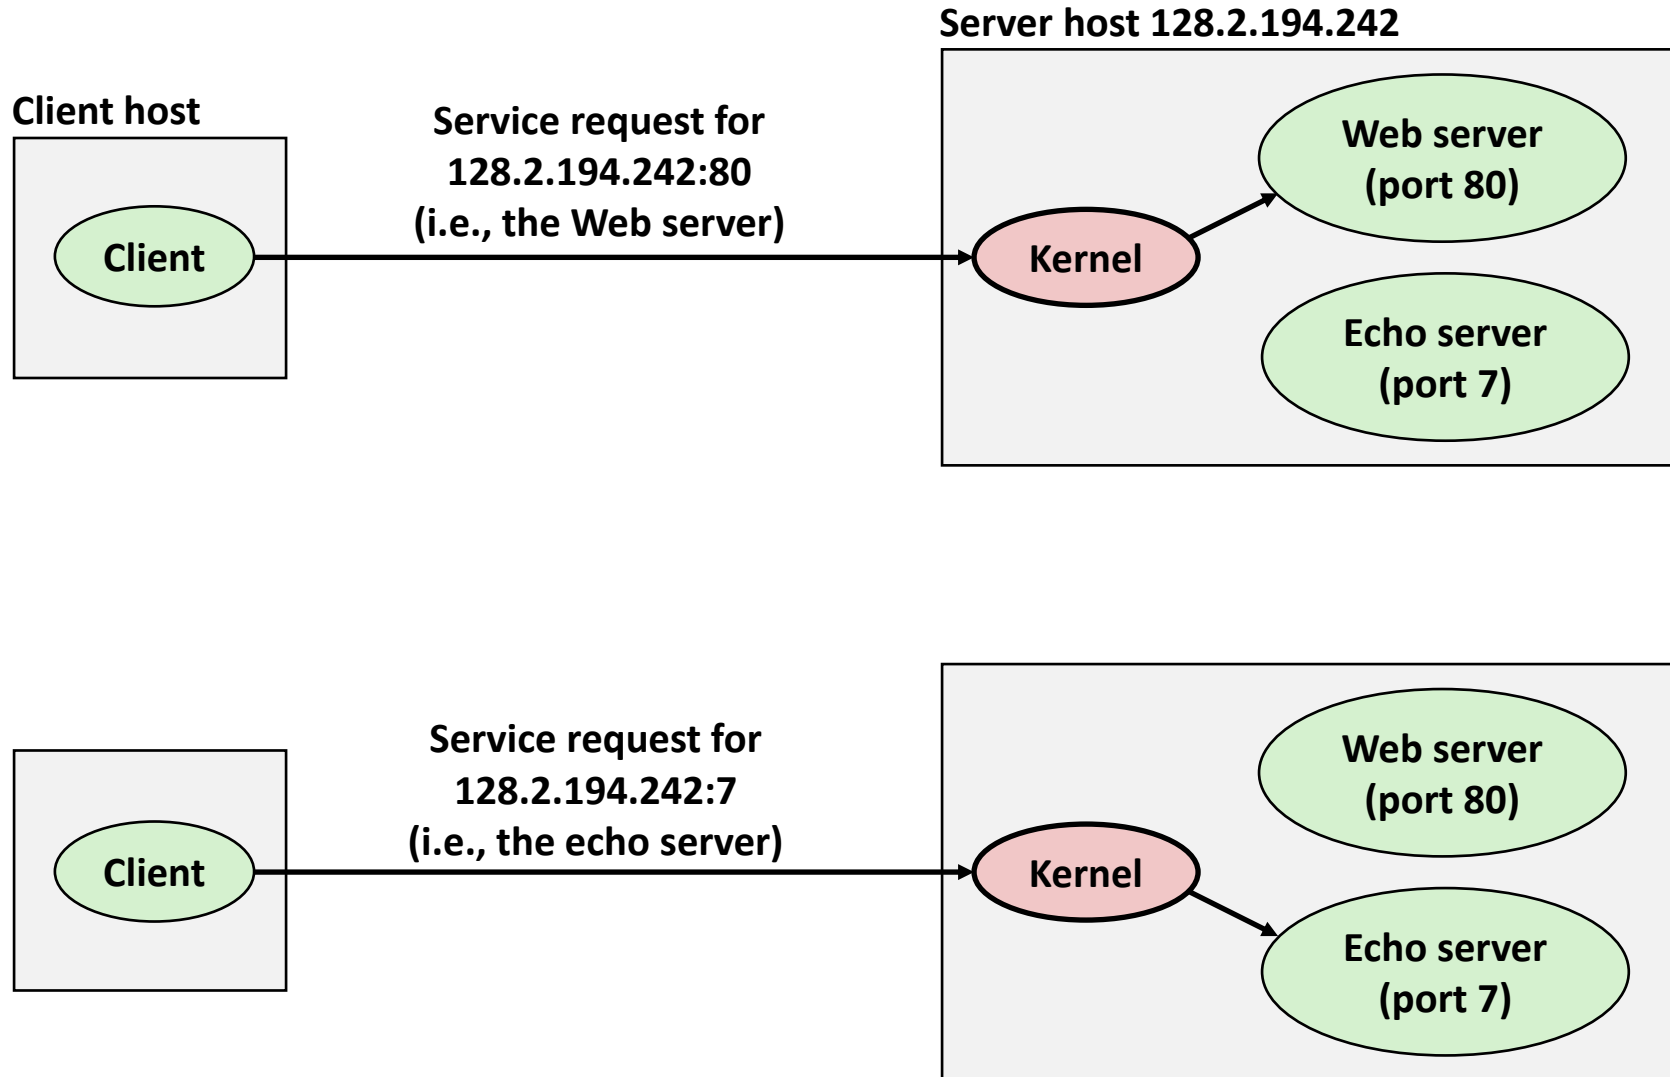 Server host 128.2.194.242
Client host
Service request for
128.2.194.242:80
(i.e., the Web server)
Client
Kernel
Web server
(port 80)
Echo server
(port 7)
Service request for
128.2.194.242:7
(i.e., the echo server)
Client
Kernel
Web server
(port 80)
Echo server
(port 7)